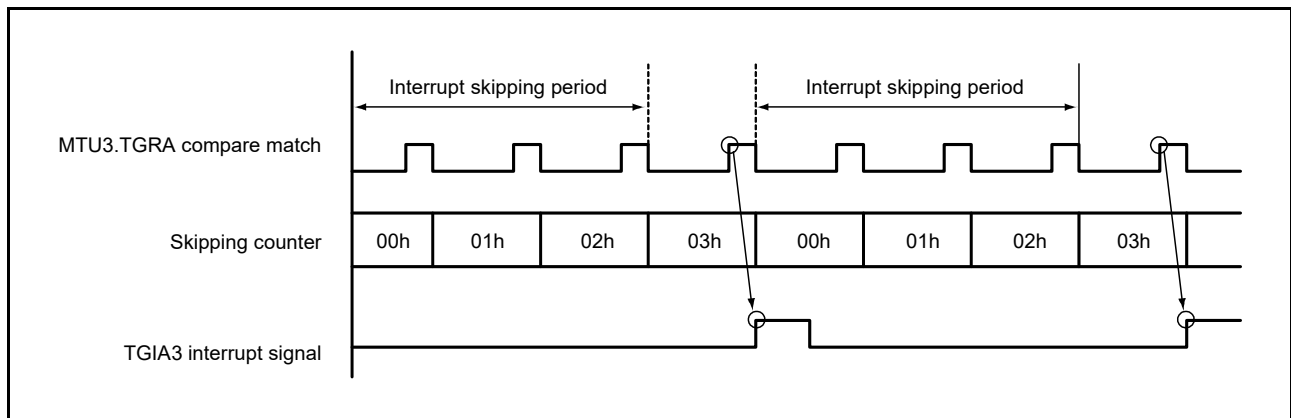 Interrupt skipping period Interrupt skipping period
MTU3.TGRA compare match
Skipping counter 00h 01h 02h 03h 00h 01h 02h 03h
TGIA3 interrupt signal